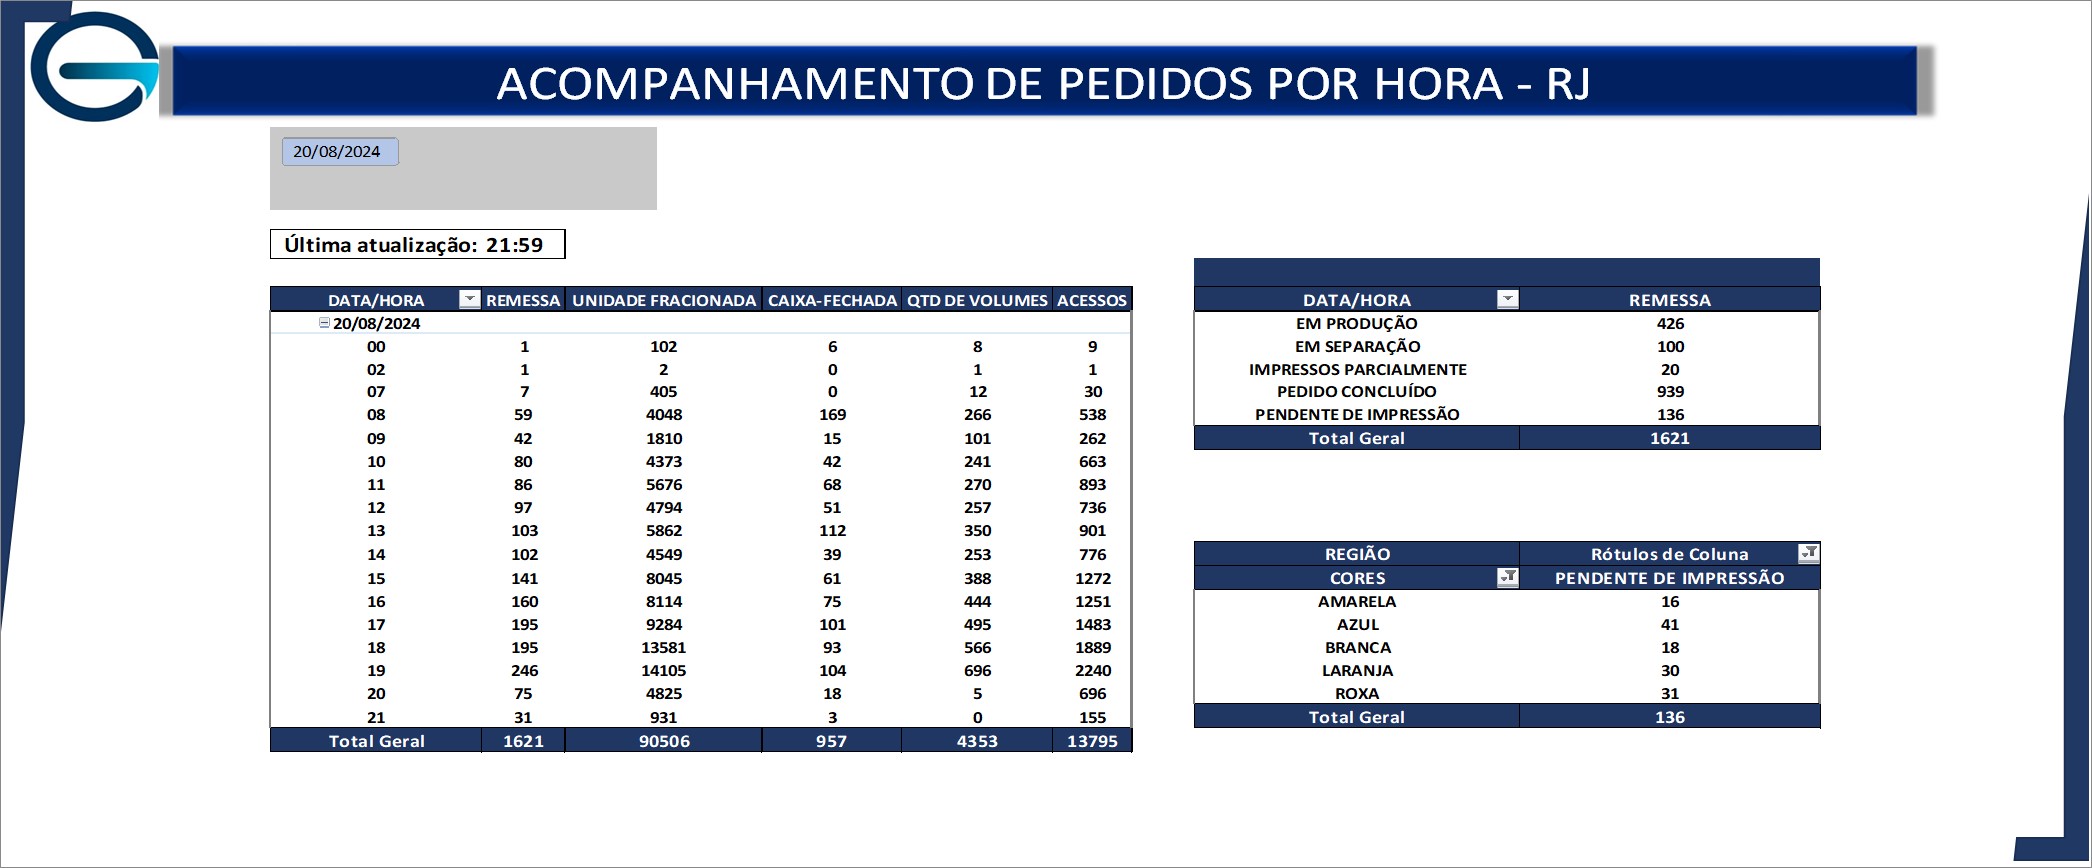 ACOMPANHAMENTO DE PEDIDOS POR HORA - RJ
20/08/2024
Última atualização: 21:59
DATA/HORA REMESSA UNIDADE FRACIONADA CAIXA-FECHADA QTD DE VOLUMES ACESSOS
20/08/2024
00 1 102 6 8 9
02 1 2 0 1 1
07 7 405 0 12 30
08 59 4048 169 266 538
09 42 1810 15 101 262
10 80 4373 42 241 663
11 86 5676 68 270 893
12 97 4794 51 257 736
13 103 5862 112 350 901
14 102 4549 39 253 776
15 141 8045 61 388 1272
16 160 8114 75 444 1251
17 195 9284 101 495 1483
18 195 13581 93 566 1889
19 246 14105 104 696 2240
20 75 4825 18 5 696
21 31 931 3 0 155
Total Geral 1621 90506 957 4353 13795
DATA/HORA REMESSA
EM PRODUÇÃO 426
EM SEPARAÇÃO 100
IMPRESSOS PARCIALMENTE 20
PEDIDO CONCLUÍDO 939
PENDENTE DE IMPRESSÃO 136
Total Geral 1621
REGIÃO Rótulos de Coluna
CORES PENDENTE DE IMPRESSÃO
AMARELA 16
AZUL 41
BRANCA 18
LARANJA 30
ROXA 31
Total Geral 136